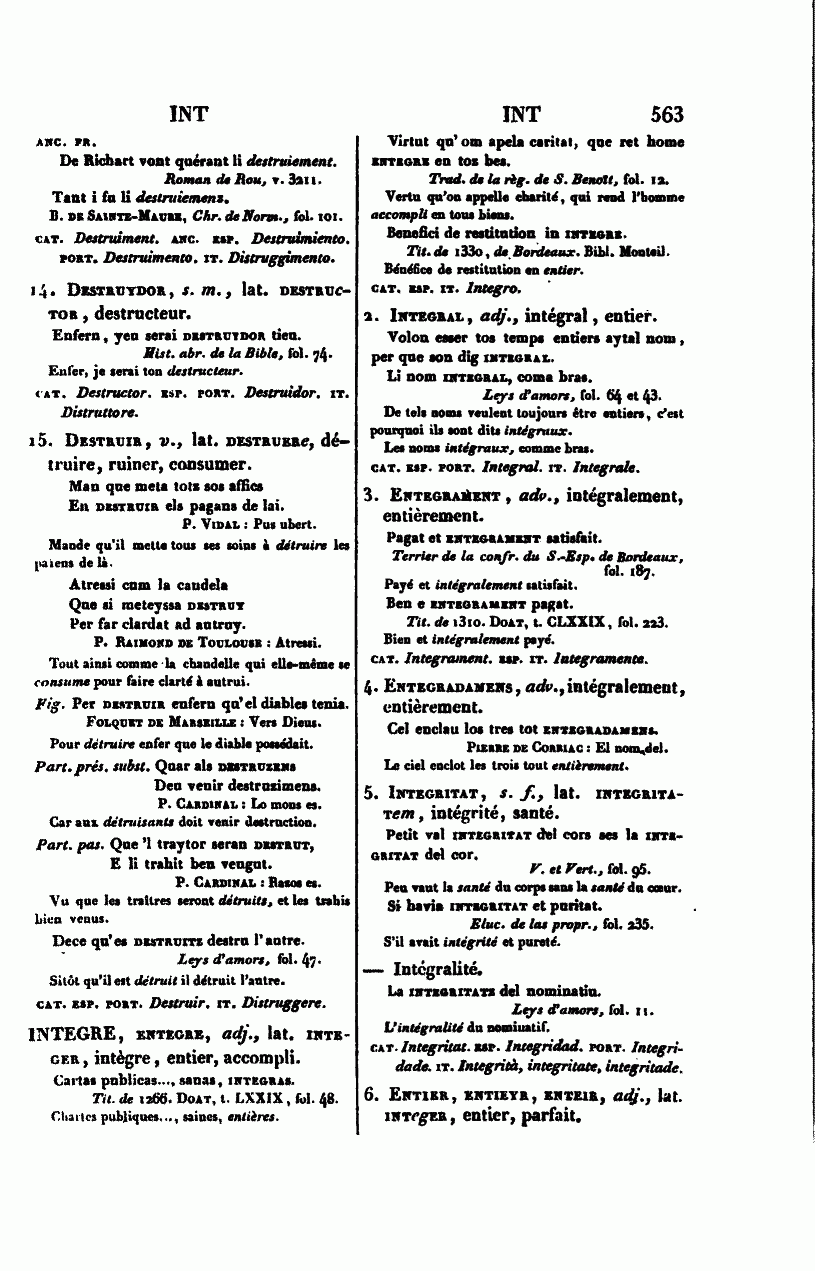 INT
INT 563
ANC. FR.
De Richart vont quérant li destruiement.
Roman de Rou, v. 3211.
Tant i fu li destruiemenz.
B. DE SAINTE-MAURE, Chr. de Norm., fol. 101.
CAT. Destruiment. ANC. ESP. Destruimiento.
PORT. Destruimento. IT. Distruggimento.
14. DESTRUYDOR, s. m., lat. DESTRUC-
TOR, destructeur.
Enfern, yeu serai DESTRUYDOR tieu.
Hist. abr. de la Bible, fol. 74.
Enfer, je serai ton destructeur.
CAT. Destructor. ESP. PORT. Destruidor. IT.
Distruttore.
15. DESTRUIR, v., lat. DESTRUERe, dé-
truire, ruiner, consumer.
Man que meta totz sos affics
En DESTRUIR els pagans de lai.
P. VIDAL : Pus ubert.
Mande qu'il mette tous ses soins à détruire les
paiens de là.
Atressi cum la candela
Que si meteyssa DESTRUY
Per far clardat ad autruy.
P. RAIMOND DE TOULOUSE : Atressi.
Tout ainsi comme la chandelle qui elle-même se
consume pour faire clarté à autrui.
Fig. Per DESTRUIR enfern qu'el diables tenia.
FOLQUET DE MARSEILLE : Vers Dieus.
Pour détruire enfer que le diable possédait.
Part. prés. subst. Quar als DESTRUZENS
Deu venir destruzimens.
P. CARDINAL : Lo mons es.
Car aux détruisants doit venir destruction.
Part. pas. Que 'l traytor seran DESTRUT,
E li trahit ben vengut.
P. CARDINAL : Razos es.
Vu que les traîtres seront détruits, et les trahis
bien venus.
Dece qu'es DESTRUITZ destru l'autre.
Leys d'amors, fol. 47.
Sitôt qu'il est détruit il détruit l'autre.
CAT. ESP. PORT. Destruir. IT. Distruggere.
INTEGRE, ENTEGRE, adj., lat. INTE-
GER, intègre, entier, accompli.
Cartas publicas..., sanas, INTEGRAS.
Tit. de 1266. DOAT, t. LXXIX, fol. 48.
Chartes publiques..., saines, entières.
Virtut qu'om apela caritat, que ret home
ENTEGRE en tos bes.
Trad. de la règ. de S. Benoît, fol. 12.
Vertu qu'on appelle charité, qui rend l'homme
accompli en tous biens.
Benefici de restitution in INTEGRE.
Tit. de 1330, de Bordeaux. Bibl. Monteil.
Bénéfice de restitution en entier.
CAT. ESP. IT. Integro.
2. INTEGRAL, adj., intégral, entier.
Volon esser tos temps entiers aytal nom,
per que son dig INTEGRAL.
Li nom INTEGRAL, coma bras.
Leys d'amors, fol. 64 et 43.
De tels noms veulent toujours être entiers, c'est
pourquoi ils sont dits intégraux.
Les noms intégraux, comme bras.
CAT. ESP. PORT. Integral. IT. Integrale.
3. ENTEGRAMENT, adv., intégralement,
entièrement.
Pagat et ENTEGRAMENT satisfait.
Terrier de la confr. du S.-Esp. de Bordeaux,
fol. 187.
Payé et intégralement satisfait.
Ben e ENTEGRAMENT pagat.
Tit. de 1310. DOAT, t. CLXXIX, fol. 223.
Bien et intégralement payé.
CAT. Integrament. ESP. IT. Integramente.
4. ENTEGRADAMENS, adv., intégralement,
entièrement.
Cel enclau los tres tot ENTEGRADAMENS.
PIERRE DE CORBIAC : El nom del.
Le ciel enclot les trois tout entièrement.
5. INTEGRITAT, s. f., lat. INTEGRITA-
Tem, intégrité, santé.
Petit val INTEGRITAT del cors ses la INTE-
GRITAT del cor.
V. et Vert., fol. 95.
Peu vaut la santé du corps sans la santé du cœur.
Si havia INTEGRITAT et puritat.
Eluc. de las propr., fol. 235.
S'il avait intégrité et pureté.
— Intégralité.
La INTEGRITATZ del nominatiu.
Leys d'amors, fol. 11.
L'intégralité du nominatif.
CAT. Integritat. ESP. Integridad. PORT. Integri-
dade. IT. Integrità, integritate, integritade.
6. ENTIER, ENTIEYR, ENTEIR, adj., lat.
INTeGER, entier, parfait.